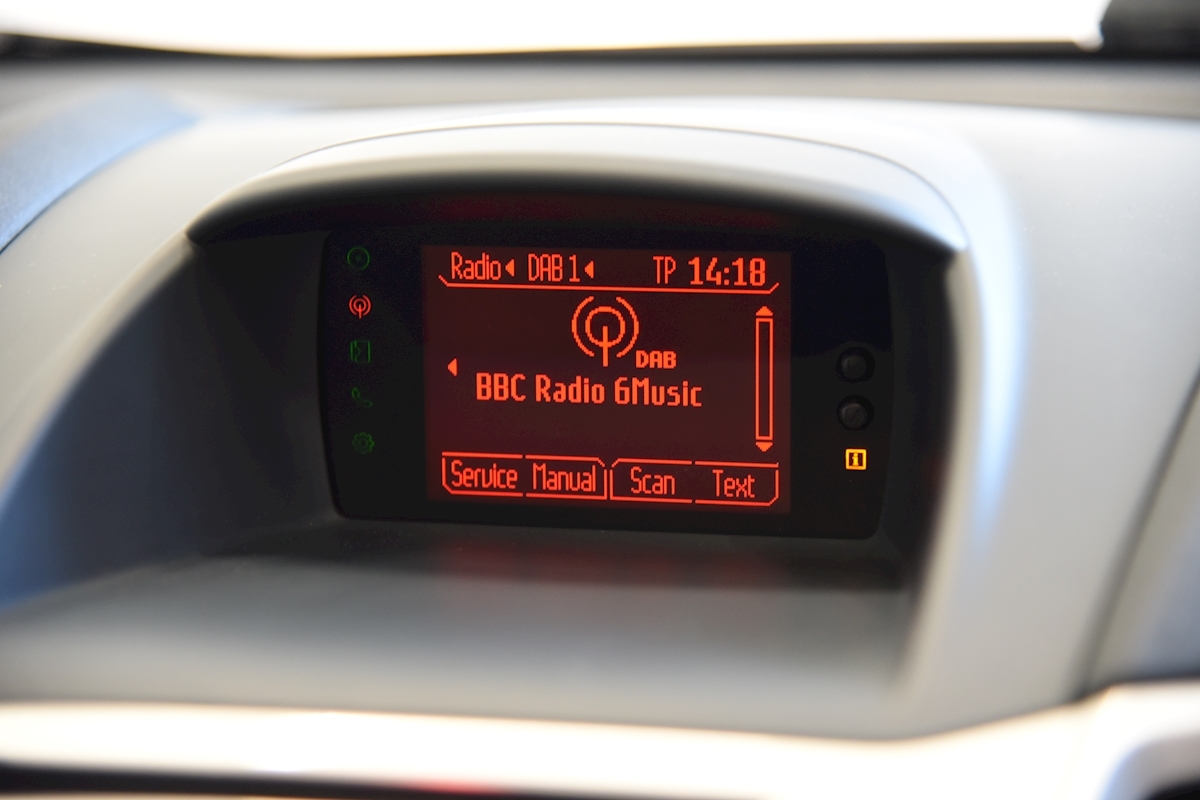 Radio DAB 1 TP 14:18
DAB
BBC Radio 6Music
Service Manual Scan Text
i